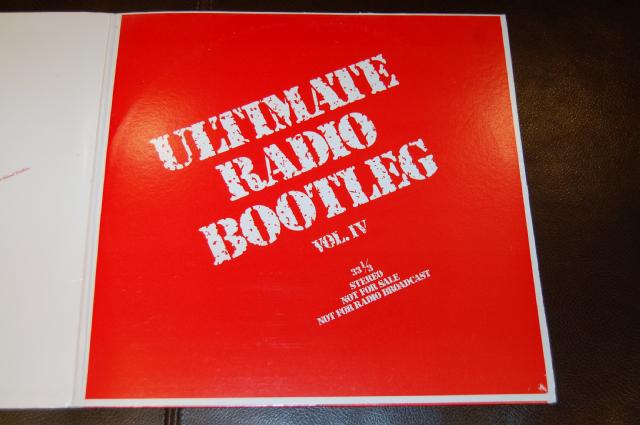 ULTIMATE
RADIO
BOOTLEG
VOL. IV
33 ⅓
STEREO
NOT FOR SALE
NOT FOR RADIO BROADCAST